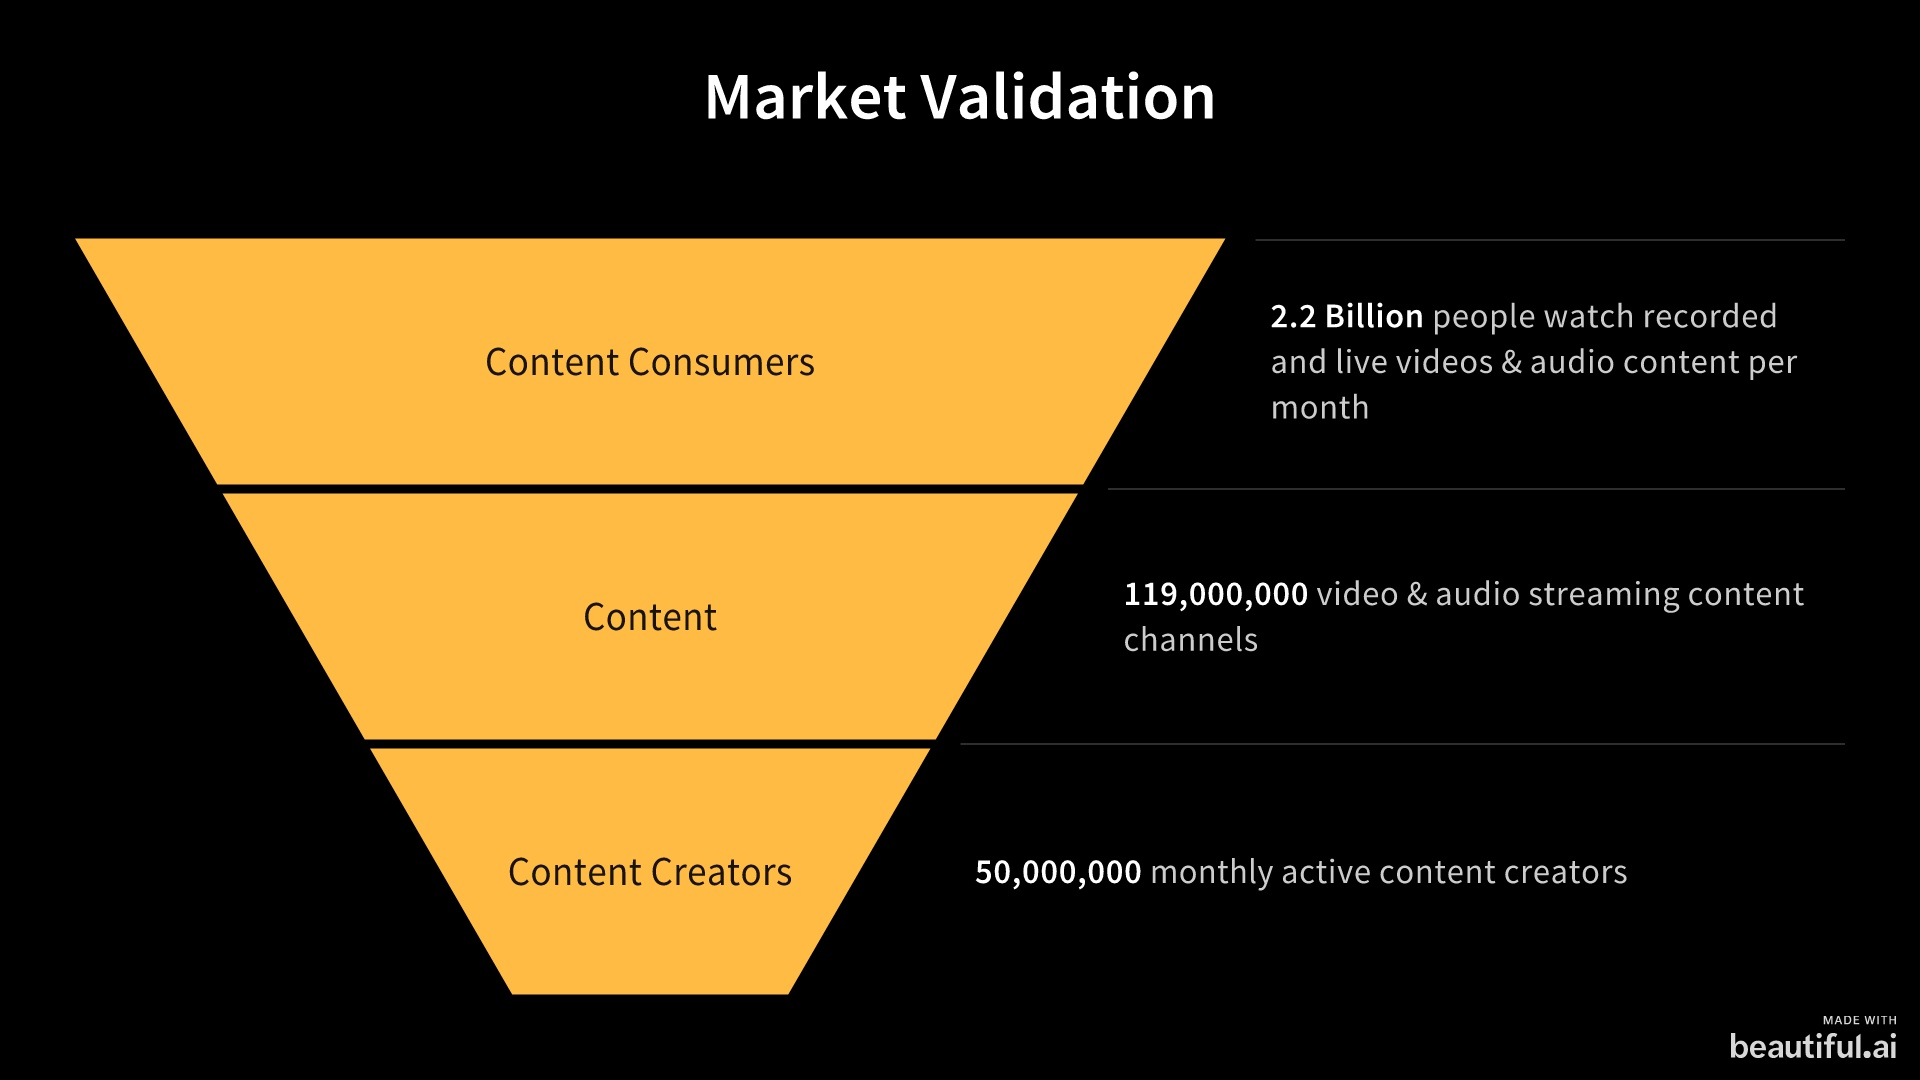 Market Validation
Content Consumers
2.2 Billion people watch recorded
and live videos & audio content per
month
Content
119,000,000 video & audio streaming content
channels
Content Creators
50,000,000 monthly active content creators
MADE WITH
beautiful.ai